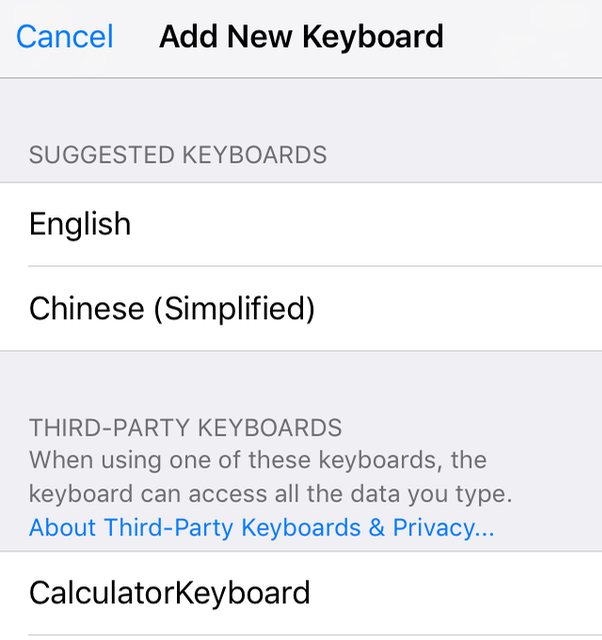 Cancel Add New Keyboard
SUGGESTED KEYBOARDS
English
Chinese (Simplified)
THIRD-PARTY KEYBOARDS
When using one of these keyboards, the
keyboard can access all the data you type.
About Third-Party Keyboards & Privacy...
CalculatorKeyboard